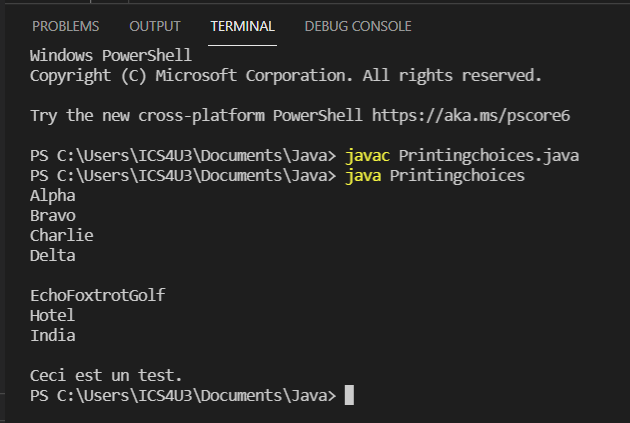 PROBLEMS OUTPUT TERMINAL DEBUG CONSOLE
Windows PowerShell
Copyright (C) Microsoft Corporation. All rights reserved.
Try the new cross-platform PowerShell https://aka.ms/pscore6
PS C:\Users\ICS4U3\Documents\Java> javac Printingchoices.java
PS C:\Users\ICS4U3\Documents\Java> java Printingchoices
Alpha
Bravo
Charlie
Delta
EchoFoxtrotGolf
Hotel
India
Ceci est un test.
PS C:\Users\ICS4U3\Documents\Java>